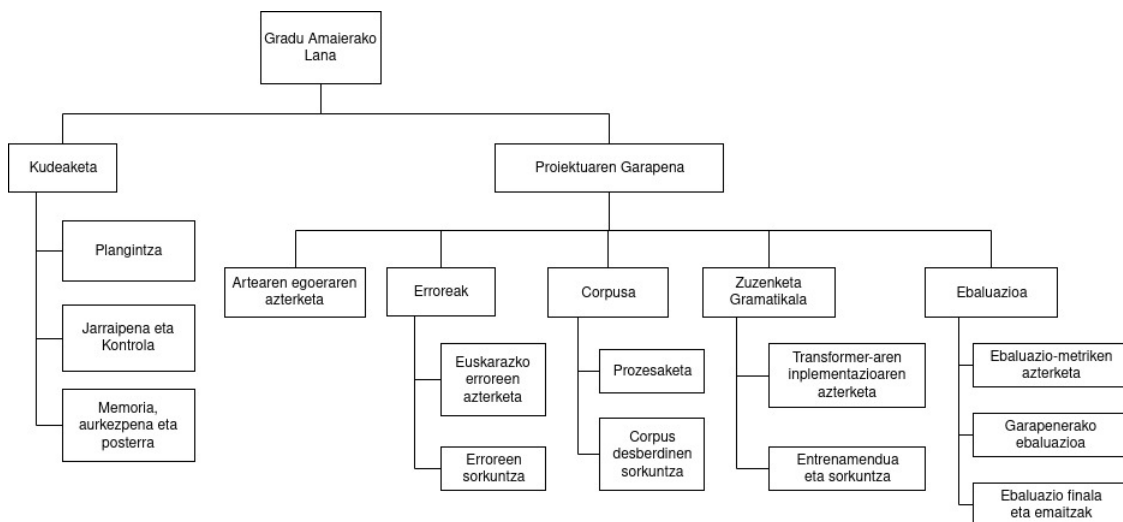 Gradu Amaierako
Lana
Kudeaketa
Proiektuaren Garapena
Plangintza
Jarraipena eta
Kontrola
Memoria,
aurkezpena eta
posterra
Artearen egoeraren
azterketa
Erroreak
Euskarazko
erroreen
azterketa
Erroreen
sorkuntza
Corpusa
Prozesaketa
Corpus
desberdinen
sorkuntza
Zuzenketa
Gramatikala
Transformer-aren
inplementazioaren
azterketa
Entrenamendua
eta sorkuntza
Ebaluazioa
Ebaluazio-metriken
azterketa
Garapenerako
ebaluazioa
Ebaluazio finala
eta emaitzak